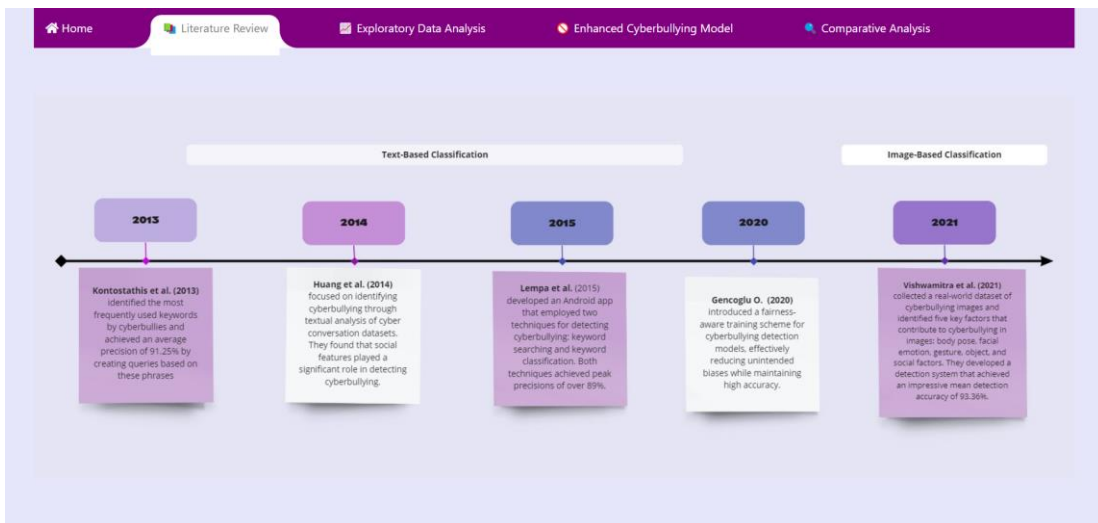 Home
Literature Review
Exploratory Data Analysis
Enhanced Cyberbullying Model
Comparative Analysis
Text-Based Classification
Image-Based Classification
2013
2014
2015
2020
2021
Kontostathis et al. (2013)
identified the most
frequently used keywords
by cyberbullies and
achieved an average
precision of 91.25% by
creating queries based on
these phrases
Huang et al. (2014)
focused on identifying
cyberbullying through
textual analysis of cyber
conversation datasets.
They found that social
features played a
significant role in detecting
cyberbullying.
Lempa et al. (2015)
developed an Android app
that employed two
techniques for detecting
cyberbullying: keyword
searching and keyword
classification. Both
techniques achieved peak
precisions of over 89%.
Gencoglu O. (2020)
introduced a fairness-
aware training scheme for
cyberbullying detection
models, effectively
reducing unintended
biases while maintaining
high accuracy.
Vishwamitra et al. (2021)
collected a real-world dataset of
cyberbullying images and
identified five key factors that
contribute to cyberbullying in
images: body pose, facial
emotion, gesture, object, and
social factors. They developed a
detection system that achieved
an impressive mean detection
accuracy of 93.36%.